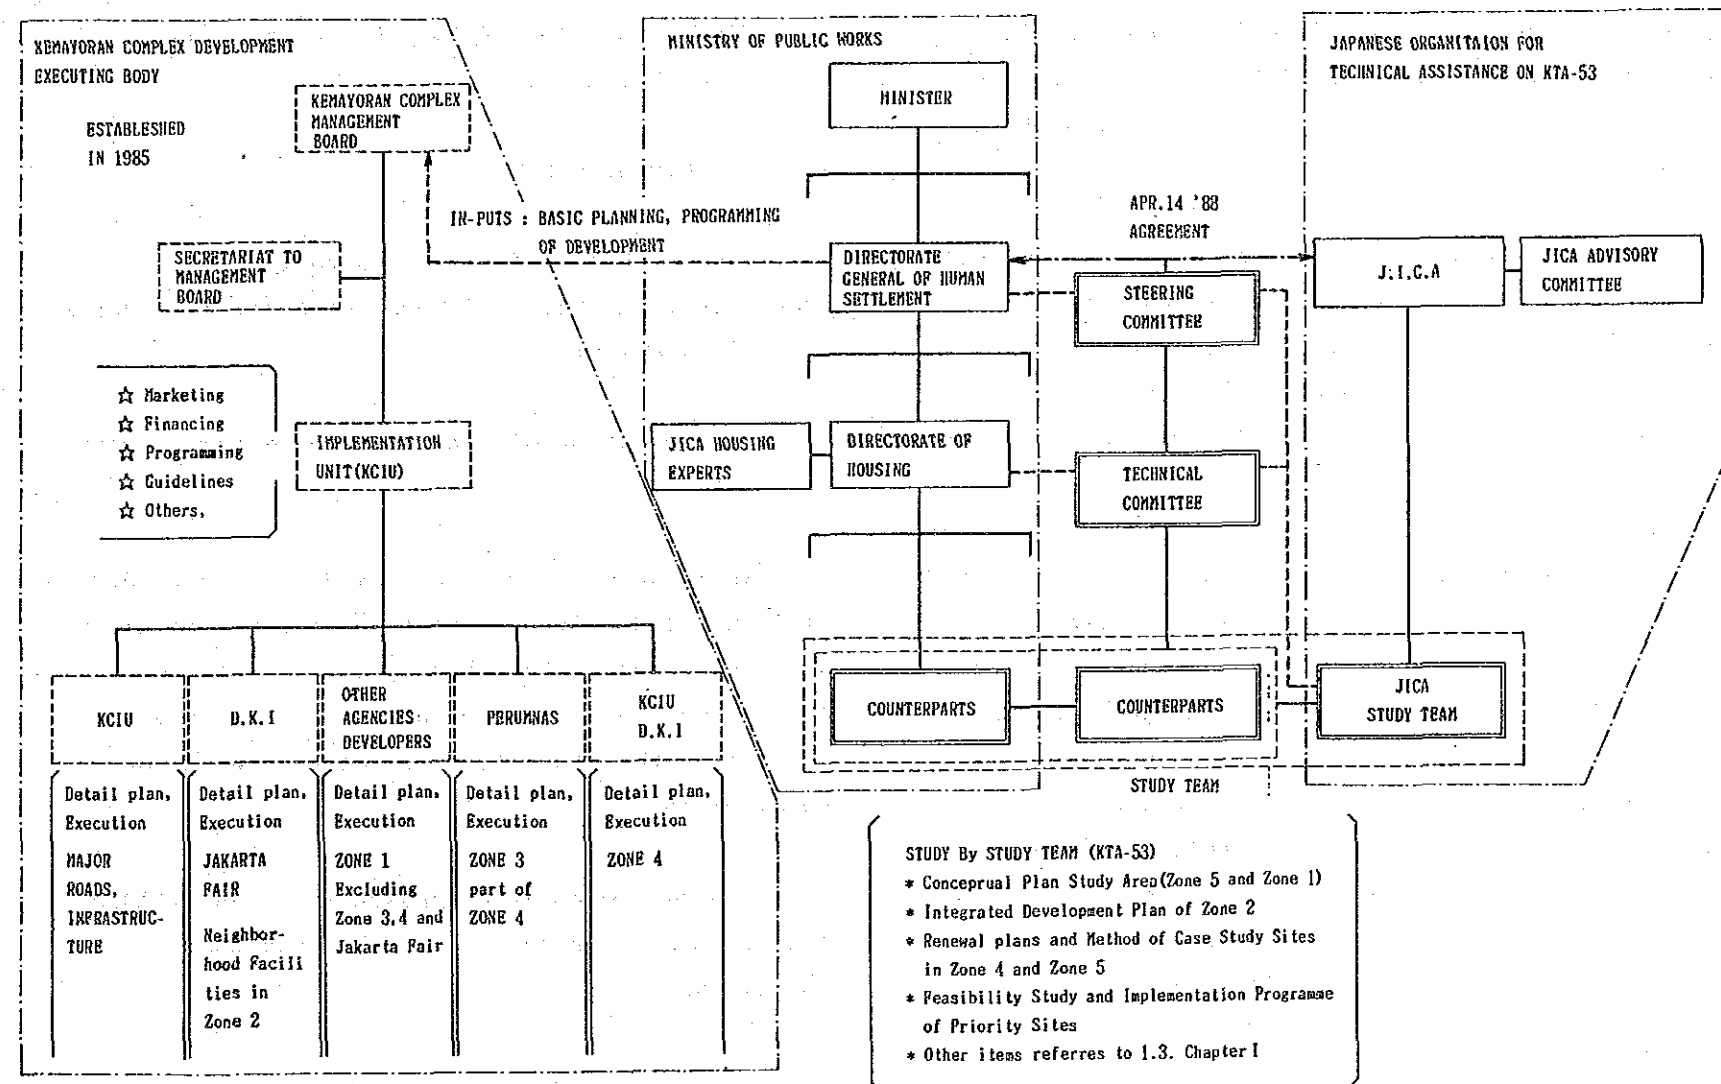 KEMAYORAN COMPLEX DEVELOPMENT
EXECUTING BODY
ESTABLESHED
IN 1985
KEMAYORAN COMPLEX
MANAGEMENT
BOARD
SECRETARIAT TO
MANAGEMENT
BOARD
☆ Marketing
☆ Financing
☆ Programming
☆ Guidelines
☆ Others,
IMPLEMENTATION
UNIT(KCIU)
IN-PUTS : BASIC PLANNING, PROGRAMMING
OF DEVELOPMENT
KCIU
Detail plan,
Execution
MAJOR
ROADS,
INFRASTRUC-
TURE
D.K.I
Detail plan,
Execution
JAKARTA
FAIR
Neighbor-
hood Facili
ties in
Zone 2
OTHER
AGENCIES
DEVELOPERS
Detail plan,
Execution
ZONE 1
Excluding
Zone 3,4 and
Jakarta Fair
PERUMNAS
Detail plan,
Execution
ZONE 3
part of
ZONE 4
KCIU
D.K.I
Detail plan,
Execution
ZONE 4
MINISTRY OF PUBLIC WORKS
MINISTER
DIRECTORATE
GENERAL OF HUMAN
SETTLEMENT
JICA HOUSING
EXPERTS
DIRECTORATE OF
HOUSING
COUNTERPARTS
APR.14 '88
AGREEMENT
STEERING
COMMITTEE
TECHNICAL
COMMITTEE
COUNTERPARTS
JAPANESE ORGANITAION FOR
TECHNICAL ASSISTANCE ON KTA-53
J.I.C.A
JICA ADVISORY
COMMITTEE
JICA
STUDY TEAM
STUDY TEAM
STUDY By STUDY TEAM (KTA-53)
* Conceprual Plan Study Area(Zone 5 and Zone 1)
* Integrated Development Plan of Zone 2
* Renewal plans and Method of Case Study Sites
in Zone 4 and Zone 5
* Feasibility Study and Implementation Programme
of Priority Sites
* Other items referres to 1.3. Chapter I